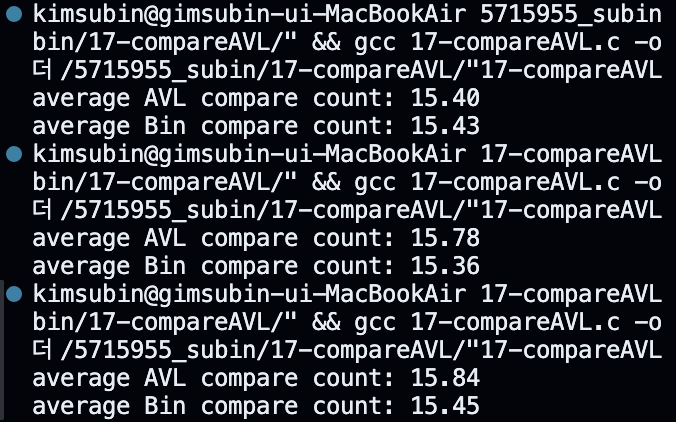 kimsubin@gimsubin-ui-MacBookAir 5715955_subin
bin/17-compareAVL/" && gcc 17-compareAVL.c -o
더/5715955_subin/17-compareAVL/"17-compareAVL
average AVL compare count: 15.40
average Bin compare count: 15.43
kimsubin@gimsubin-ui-MacBookAir 17-compareAVL
bin/17-compareAVL/" && gcc 17-compareAVL.c -o
더/5715955_subin/17-compareAVL/"17-compareAVL
average AVL compare count: 15.78
average Bin compare count: 15.36
kimsubin@gimsubin-ui-MacBookAir 17-compareAVL
bin/17-compareAVL/" && gcc 17-compareAVL.c -o
더/5715955_subin/17-compareAVL/"17-compareAVL
average AVL compare count: 15.84
average Bin compare count: 15.45